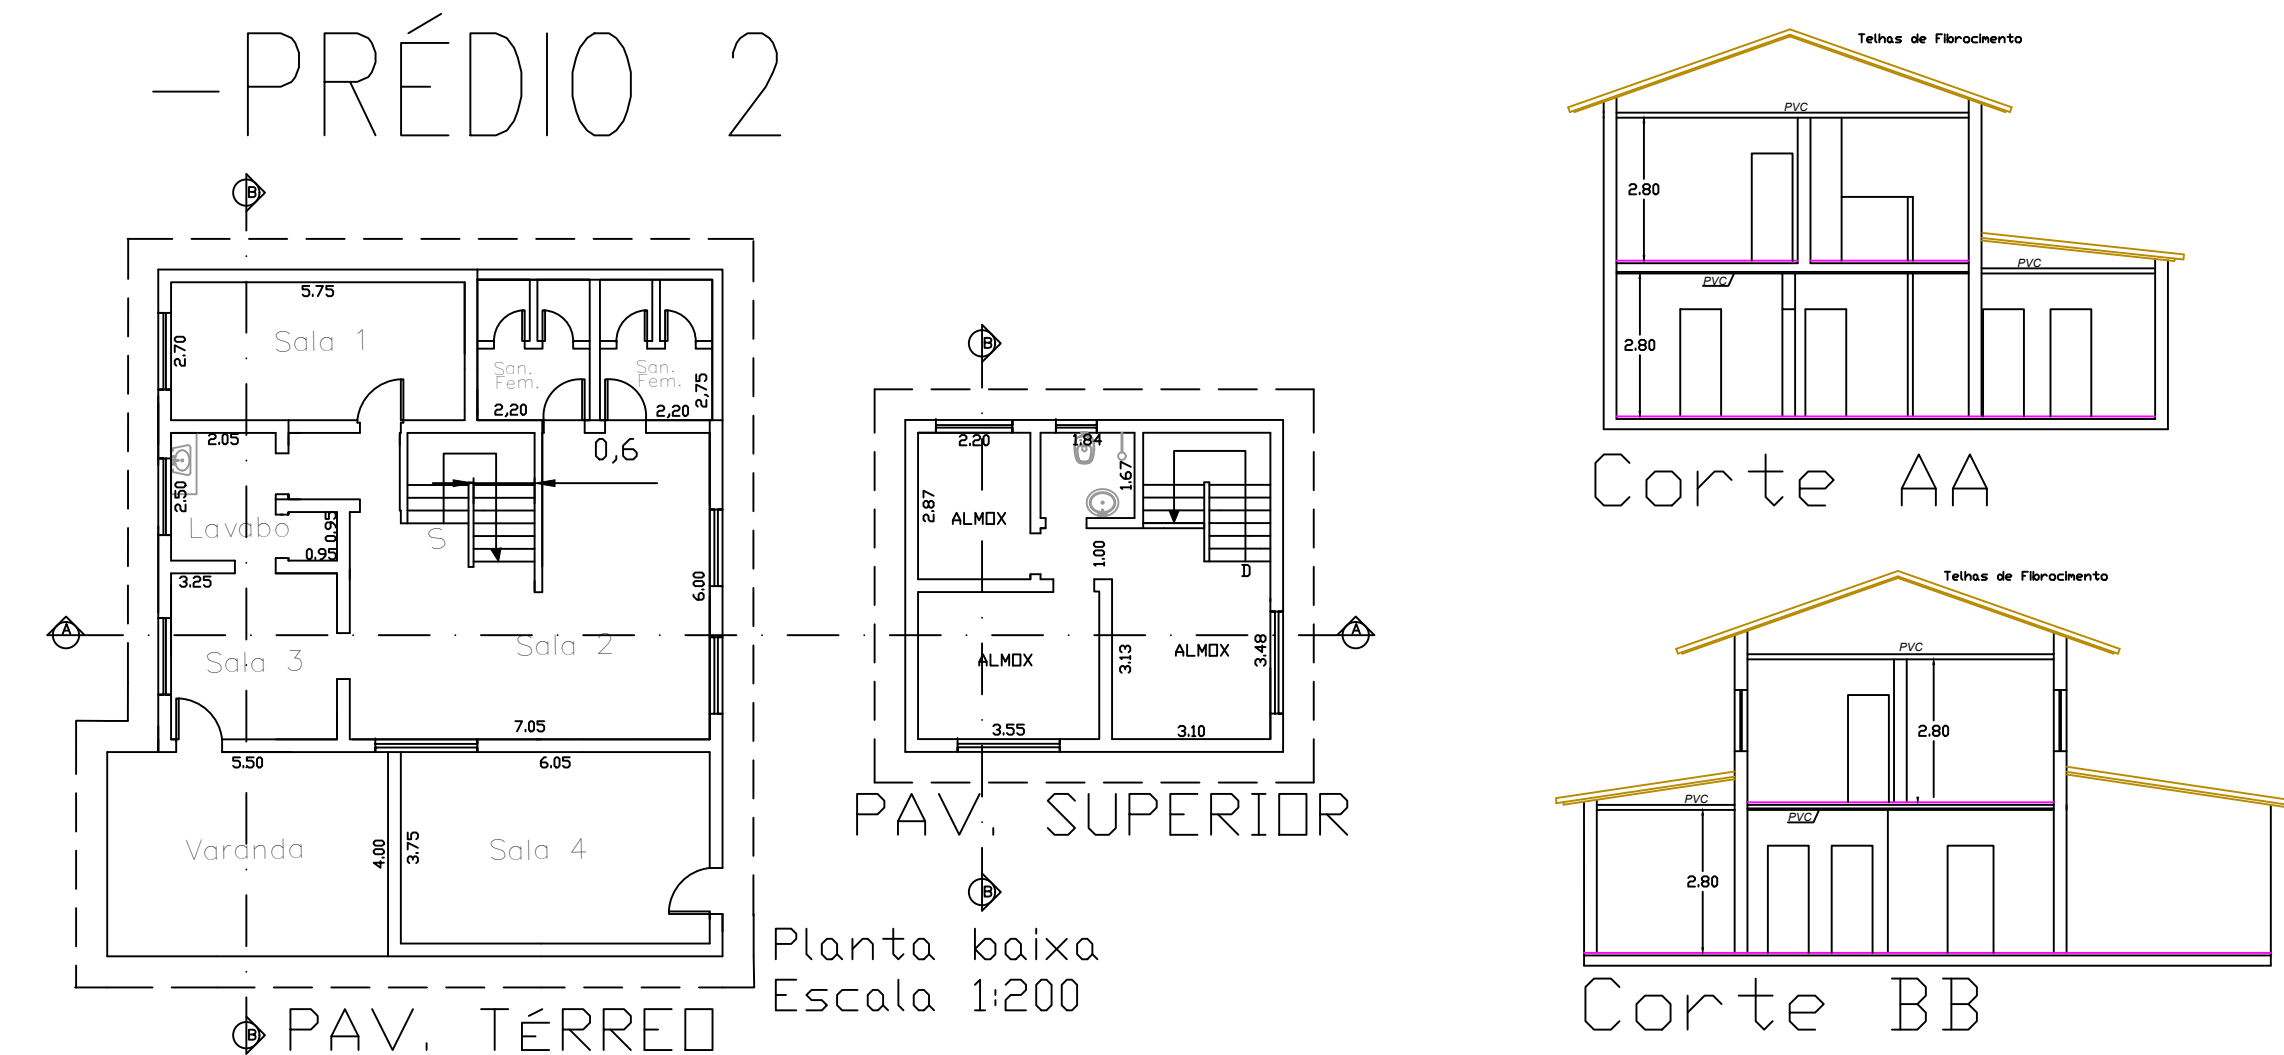 -PRÉDIO 2
B
5.75
2.70
Sala 1
San.
Fem.
San.
Fem.
2,75
2,20
2,20
2.05
0,6
2.50
Lavabo
0.95
0.95
S
3.25
6.00
A
Sala 3
Sala 2
7.05
5.50
6.05
Varanda
4.00
3.75
Sala 4
B
PAV. TÉRREO
B
2.20
1.84
1.67
2.87
ALMOX
1.00
D
ALMOX
3.13
ALMOX
3.48
A
3.55
3.10
PAV. SUPERIOR
B
Planta baixa
Escala 1:200
Telhas de Fibrocimento
PVC
2.80
PVC
PVC
2.80
Corte AA
Telhas de Fibrocimento
PVC
2.80
PVC
PVC
2.80
Corte BB